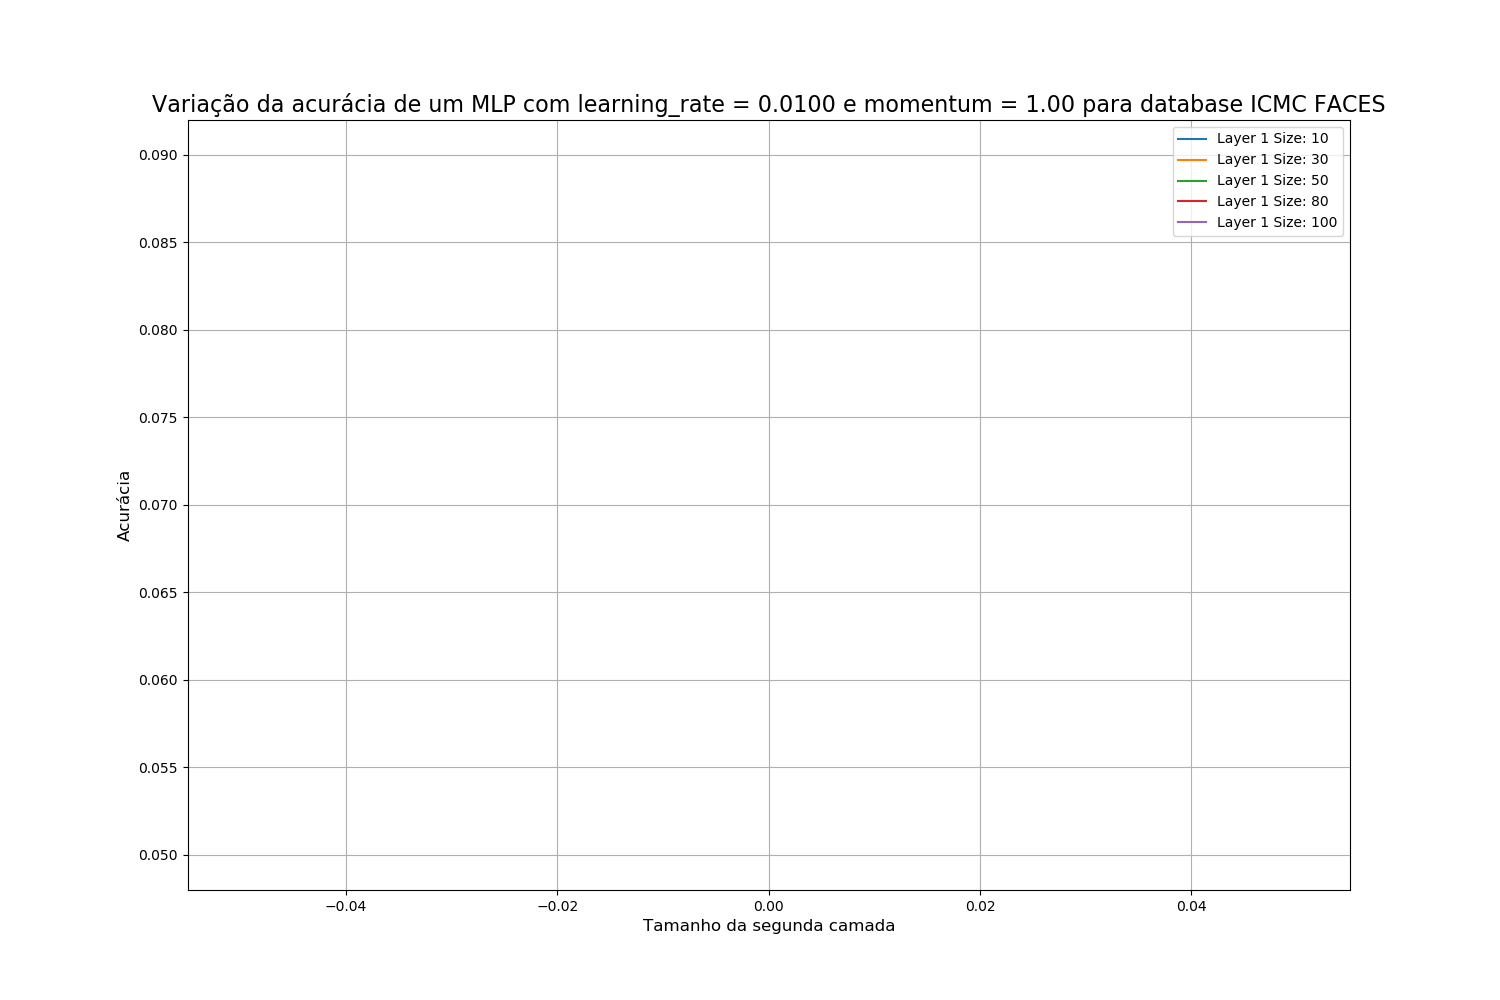 Variação da acurácia de um MLP com learning_rate = 0.0100 e momentum = 1.00 para database ICMC FACES
Layer 1 Size: 10
Layer 1 Size: 30
Layer 1 Size: 50
Layer 1 Size: 80
Layer 1 Size: 100
0.090
0.085
0.080
0.075
0.070
0.065
0.060
0.055
0.050
Acurácia
−0.04 −0.02 0.00 0.02 0.04
Tamanho da segunda camada